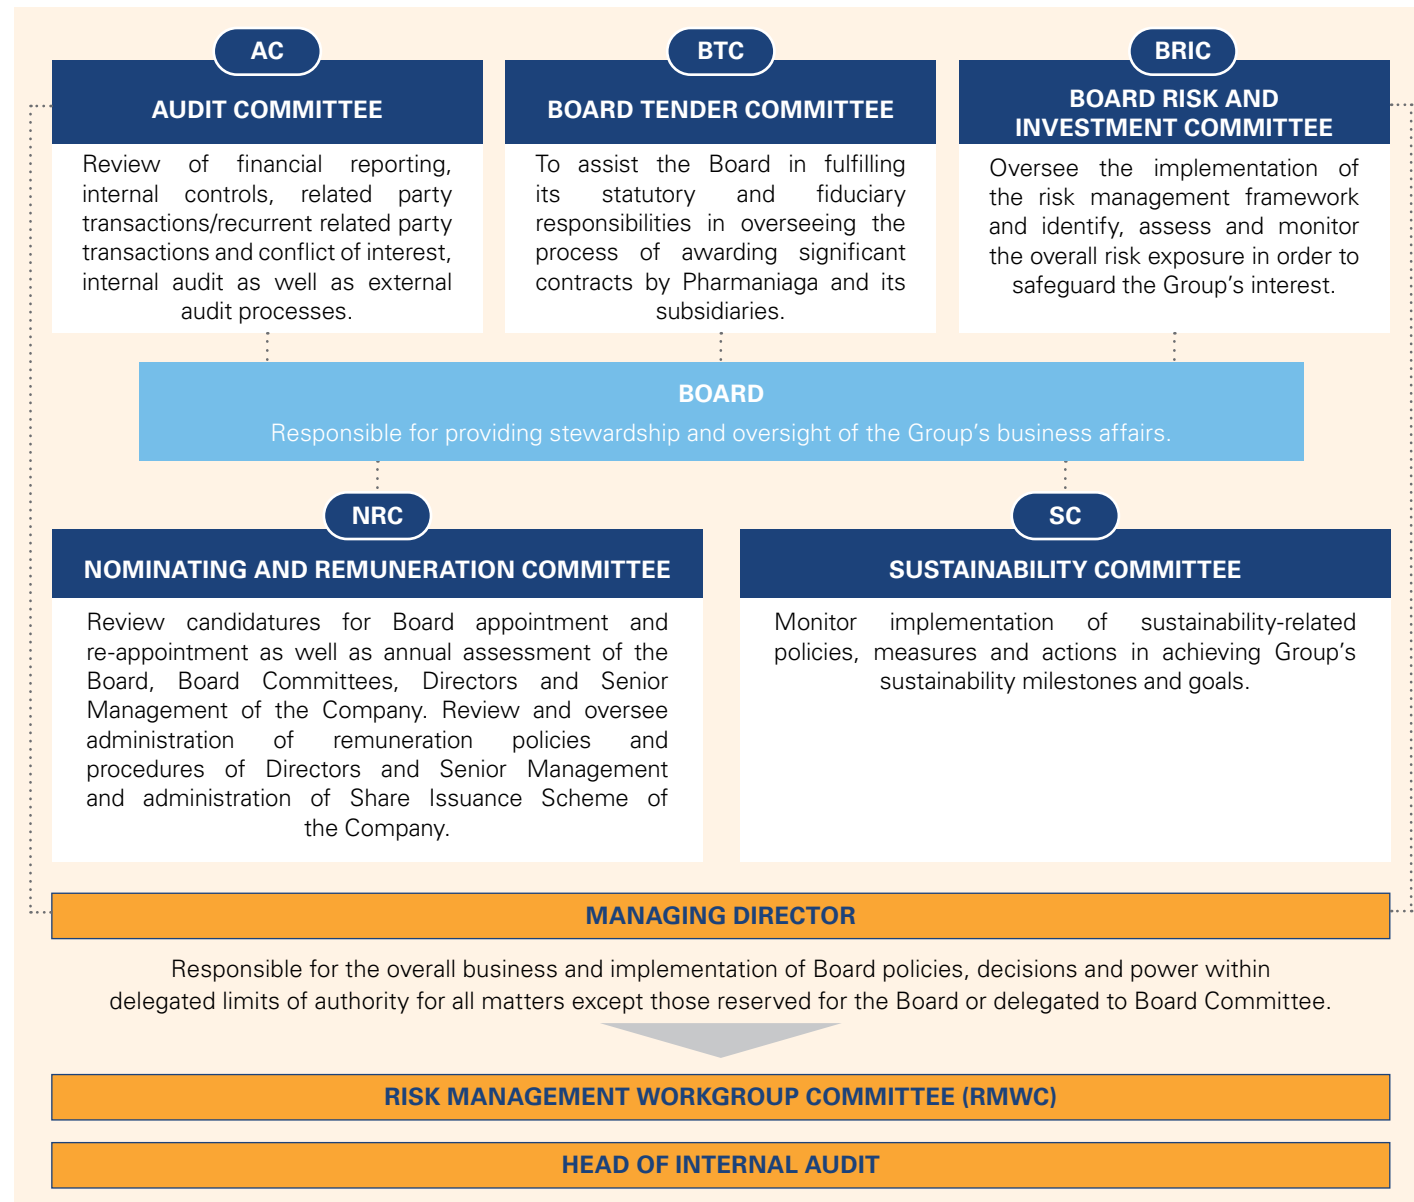 AC
AUDIT COMMITTEE
Review of financial reporting,
internal controls, related party
transactions/recurrent related party
transactions and conflict of interest,
internal audit as well as external
audit processes.
BTC
BOARD TENDER COMMITTEE
To assist the Board in fulfilling
its statutory and fiduciary
responsibilities in overseeing the
process of awarding significant
contracts by Pharmaniaga and its
subsidiaries.
BRIC
BOARD RISK AND
INVESTMENT COMMITTEE
Oversee the implementation of
the risk management framework
and identify, assess and monitor
the overall risk exposure in order to
safeguard the Group's interest.
BOARD
Responsible for providing stewardship and oversight of the Group's business affairs.
NRC
NOMINATING AND REMUNERATION COMMITTEE
Review candidatures for Board appointment and
re-appointment as well as annual assessment of the
Board, Board Committees, Directors and Senior
Management of the Company. Review and oversee
administration of remuneration policies and
procedures of Directors and Senior Management
and administration of Share Issuance Scheme of
the Company.
SC
SUSTAINABILITY COMMITTEE
Monitor implementation of sustainability-related
policies, measures and actions in achieving Group's
sustainability milestones and goals.
MANAGING DIRECTOR
Responsible for the overall business and implementation of Board policies, decisions and power within
delegated limits of authority for all matters except those reserved for the Board or delegated to Board Committee.
RISK MANAGEMENT WORKGROUP COMMITTEE (RMWC)
HEAD OF INTERNAL AUDIT